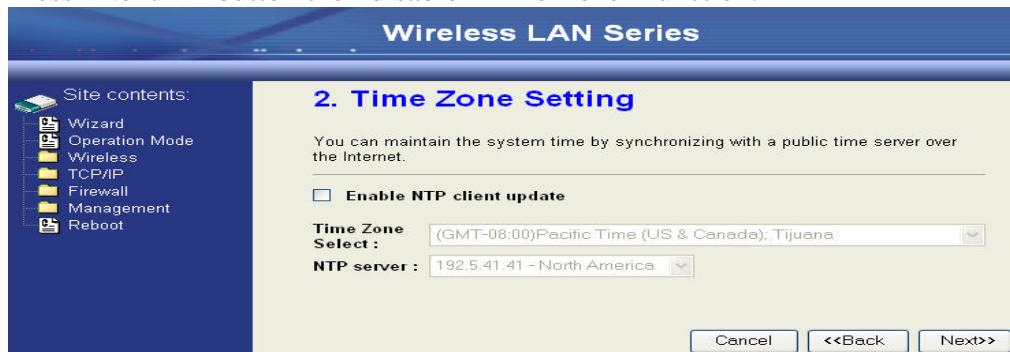 Wireless LAN Series
Site contents:
Wizard
Operation Mode
Wireless
TCP/IP
Firewall
Management
Reboot
2. Time Zone Setting
You can maintain the system time by synchronizing with a public time server over
the Internet.
Enable NTP client update
Time Zone
Select :
(GMT-08:00)Pacific Time (US & Canada); Tijuana
NTP server :
192.5.41.41 - North America
Cancel
<<Back
Next>>